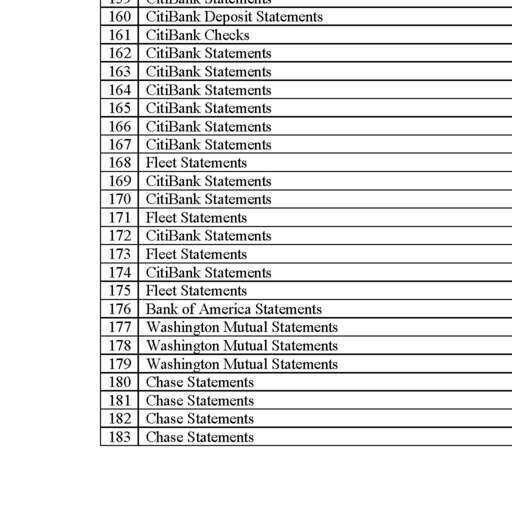 159 CitiBank Statements
160 CitiBank Deposit Statements
161 CitiBank Checks
162 CitiBank Statements
163 CitiBank Statements
164 CitiBank Statements
165 CitiBank Statements
166 CitiBank Statements
167 CitiBank Statements
168 Fleet Statements
169 CitiBank Statements
170 CitiBank Statements
171 Fleet Statements
172 CitiBank Statements
173 Fleet Statements
174 CitiBank Statements
175 Fleet Statements
176 Bank of America Statements
177 Washington Mutual Statements
178 Washington Mutual Statements
179 Washington Mutual Statements
180 Chase Statements
181 Chase Statements
182 Chase Statements
183 Chase Statements